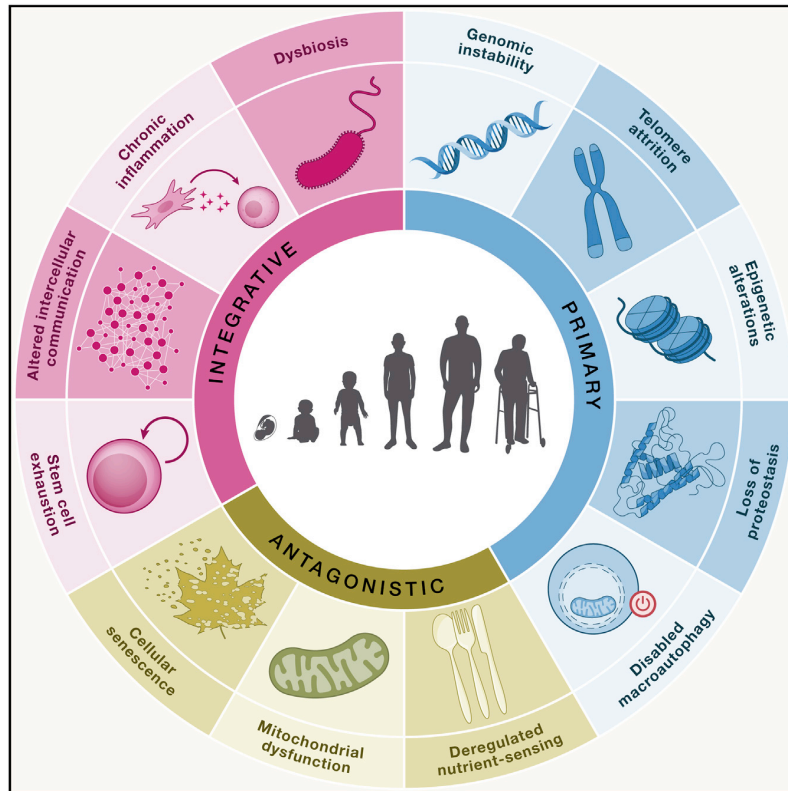 Dysbiosis
Genomic
instability
Telomere
attrition
Epigenetic
alterations
Loss of
proteostasis
Disabled
macroautophagy
Deregulated
nutrient-sensing
Mitochondrial
dysfunction
Cellular
senescence
Stem cell
exhaustion
Altered intercellular
communication
Chronic
inflammation
INTEGRATIVE
PRIMARY
ANTAGONISTIC